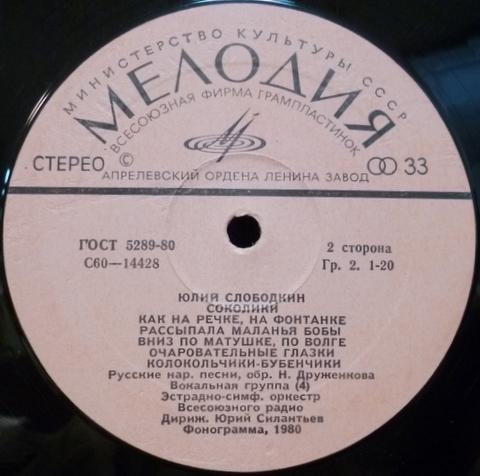 МИНИСТЕРСТВО КУЛЬТУРЫ СССР
МЕЛОДИЯ
ВСЕСОЮЗНАЯ ФИРМА ГРАМПЛАСТИНОК
СТЕРЕО © 33
АПРЕЛЕВСКИЙ ОРДЕНА ЛЕНИНА ЗАВОД
ГОСТ 5289-80 2 сторона
С60—14428 Гр. 2. 1-20
ЮЛИЙ СЛОБОДКИН
СОКОЛИКИ
КАК НА РЕЧКЕ, НА ФОНТАНКЕ
РАССЫПАЛА МАЛАНЬЯ БОБЫ
ВНИЗ ПО МАТУШКЕ, ПО ВОЛГЕ
ОЧАРОВАТЕЛЬНЫЕ ГЛАЗКИ
КОЛОКОЛЬЧИКИ-БУБЕНЧИКИ
Русские нар. песни, обр. Н. Друженкова
Вокальная группа (4)
Эстрадно-симф. оркестр
Всесоюзного радио
Дириж. Юрий Силантьев
Фонограмма, 1980